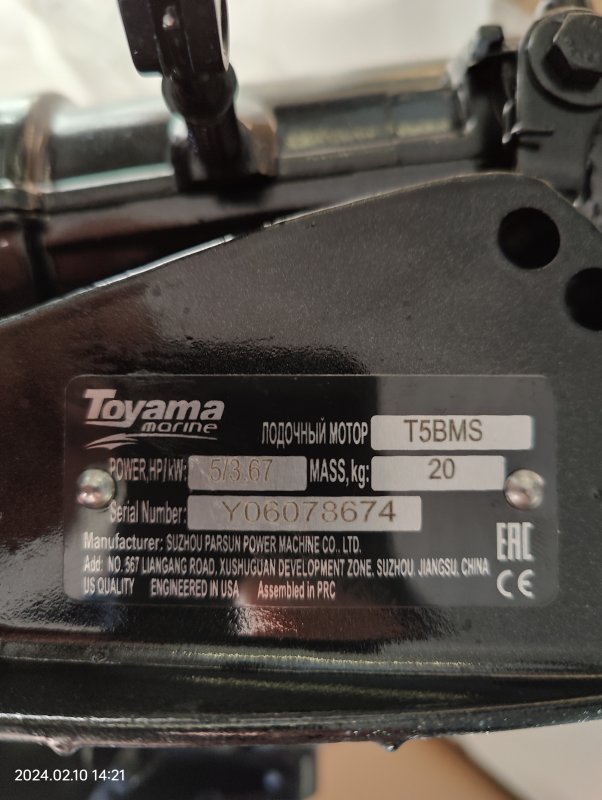 Toyama
marine
ЛОДОЧНЫЙ МОТОР T5BMS
POWER, HP/kW: 5/3.67 MASS, kg: 20
Serial Number: Y06078674
Manufacturer: SUZHOU PARSUN POWER MACHINE CO., LTD.
Add: NO. 567 LIANGANG ROAD, XUSHUGUAN DEVELOPMENT ZONE, SUZHOU, JIANGSU, CHINA
US QUALITY ENGINEERED IN USA Assembled in PRC
EAC
CE
2024.02.10 14:21